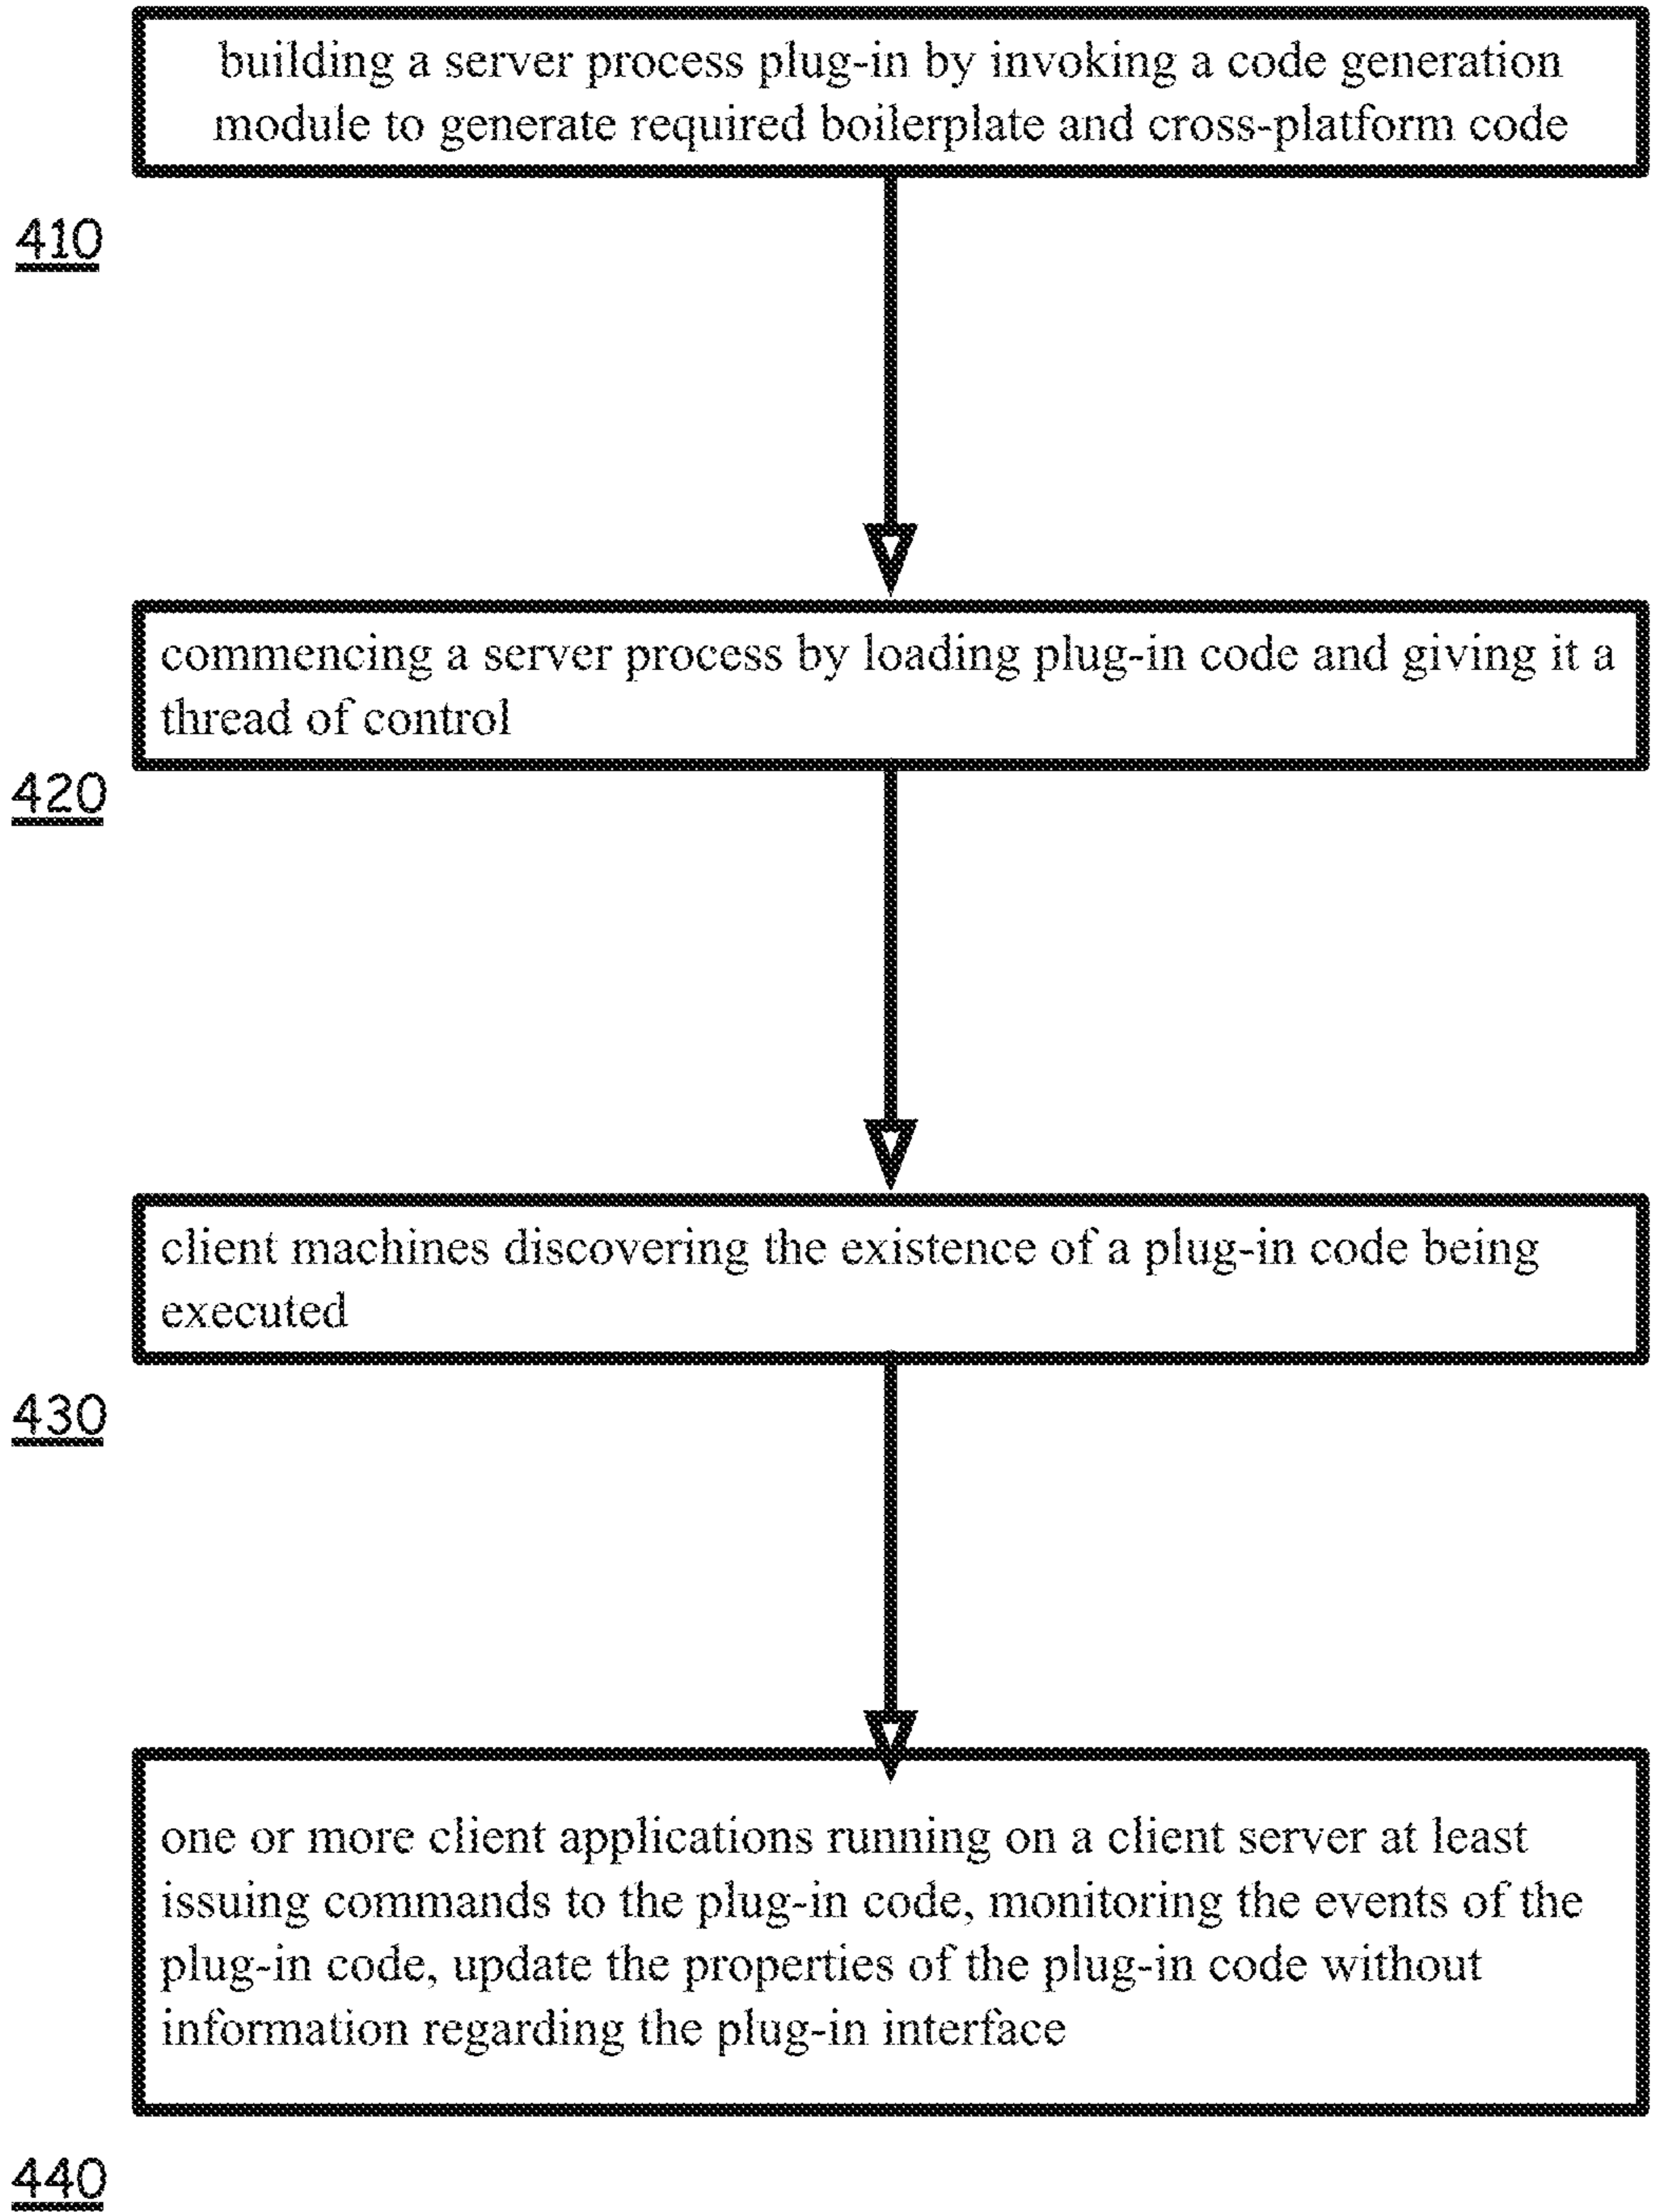 building a server process plug-in by invoking a code generation
module to generate required boilerplate and cross-platform code
410
commencing a server process by loading plug-in code and giving it a
thread of control
420
client machines discovering the existence of a plug-in code being
executed
430
one or more client applications running on a client server at least
issuing commands to the plug-in code, monitoring the events of the
plug-in code, update the properties of the plug-in code without
information regarding the plug-in interface
440